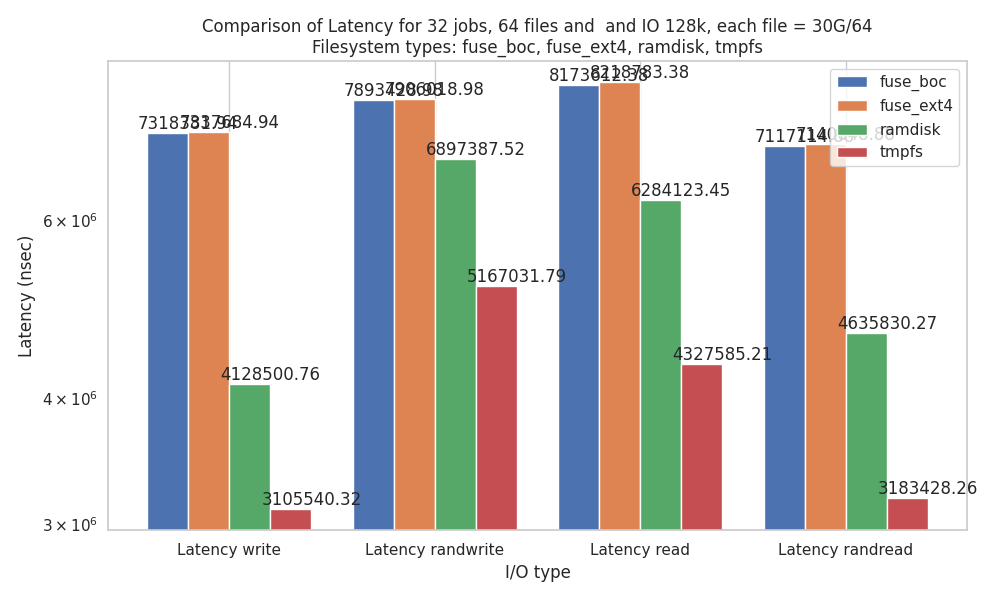 Comparison of Latency for 32 jobs, 64 files and  and IO 128k, each file = 30G/64
Filesystem types: fuse_boc, fuse_ext4, ramdisk, tmpfs
fuse_boc
fuse_ext4
ramdisk
tmpfs
8218783.38
6897387.52
6284123.45
5167031.79
4635830.27
4327585.21
4128500.76
3183428.26
3105540.32
6 × 10⁶
4 × 10⁶
3 × 10⁶
Latency (nsec)
Latency write
Latency randwrite
Latency read
Latency randread
I/O type